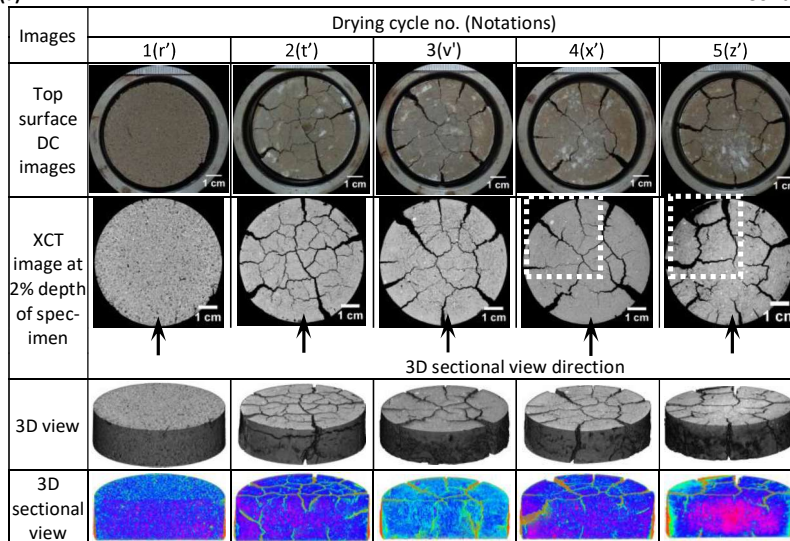 Images
Drying cycle no. (Notations)
1(r’)
2(t’)
3(v')
4(x’)
5(z’)
Top
surface
DC
images
1 cm
1 cm
1 cm
1 cm
1 cm
XCT
image at
2% depth
of spec-
imen
1 cm
1 cm
1 cm
1 cm
1 cm
3D sectional view direction
3D view
3D
sectional
view